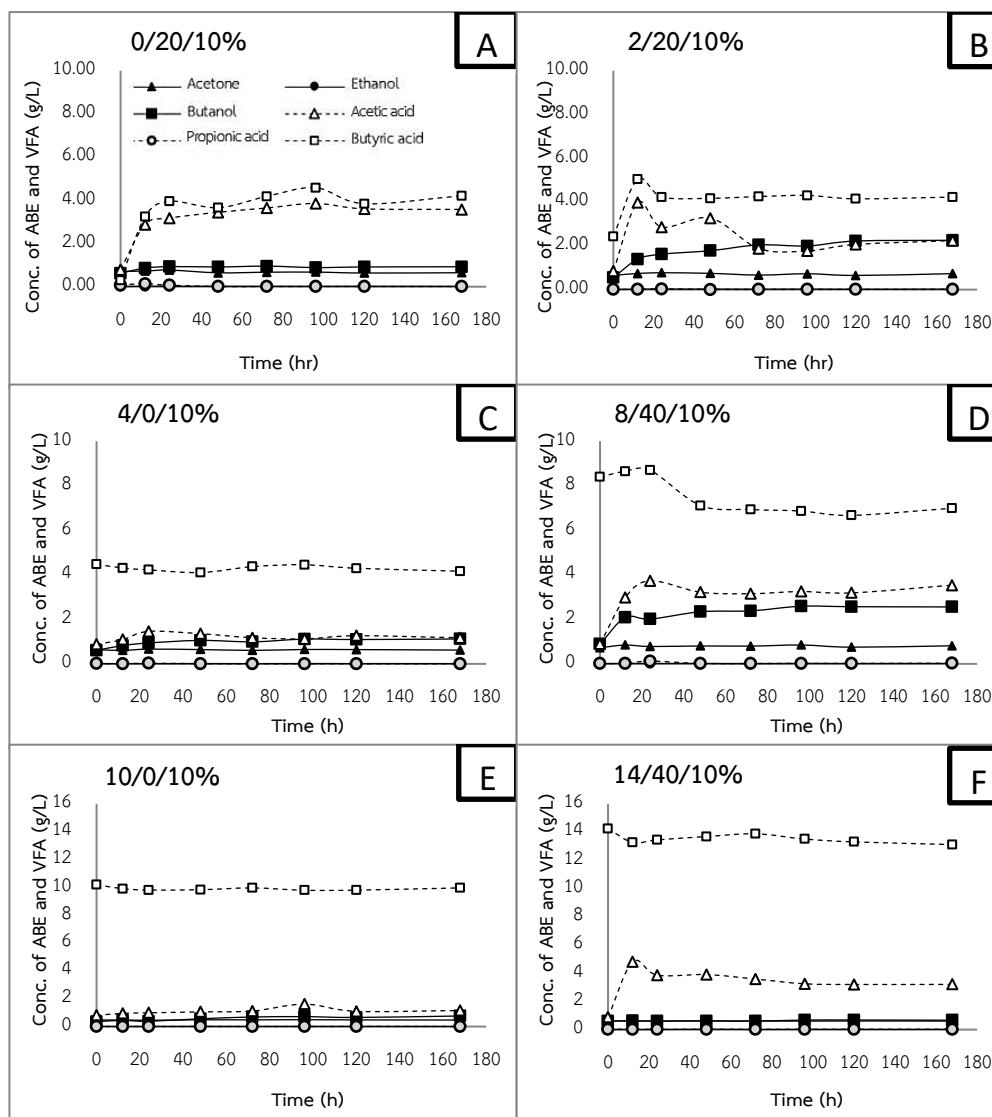 0/20/10%
A
Conc. of ABE and VFA (g/L)
10.00
8.00
6.00
4.00
2.00
0.00
Acetone
Ethanol
Butanol
Acetic acid
Propionic acid
Butyric acid
0 20 40 60 80 100 120 140 160 180
Time (hr)
2/20/10%
B
Conc. of ABE and VFA (g/L)
10.00
8.00
6.00
4.00
2.00
0.00
0 20 40 60 80 100 120 140 160 180
Time (hr)
4/0/10%
C
Conc. of ABE and VFA (g/L)
10
8
6
4
2
0
0 20 40 60 80 100 120 140 160 180
Time (h)
8/40/10%
D
Conc. of ABE and VFA (g/L)
10
8
6
4
2
0
0 20 40 60 80 100 120 140 160 180
Time (h)
10/0/10%
E
Conc. of ABE and VFA (g/L)
16
14
12
10
8
6
4
2
0
0 20 40 60 80 100 120 140 160 180
Time (h)
14/40/10%
F
Conc. of ABE and VFA (g/L)
16
14
12
10
8
6
4
2
0
0 20 40 60 80 100 120 140 160 180
Time (h)